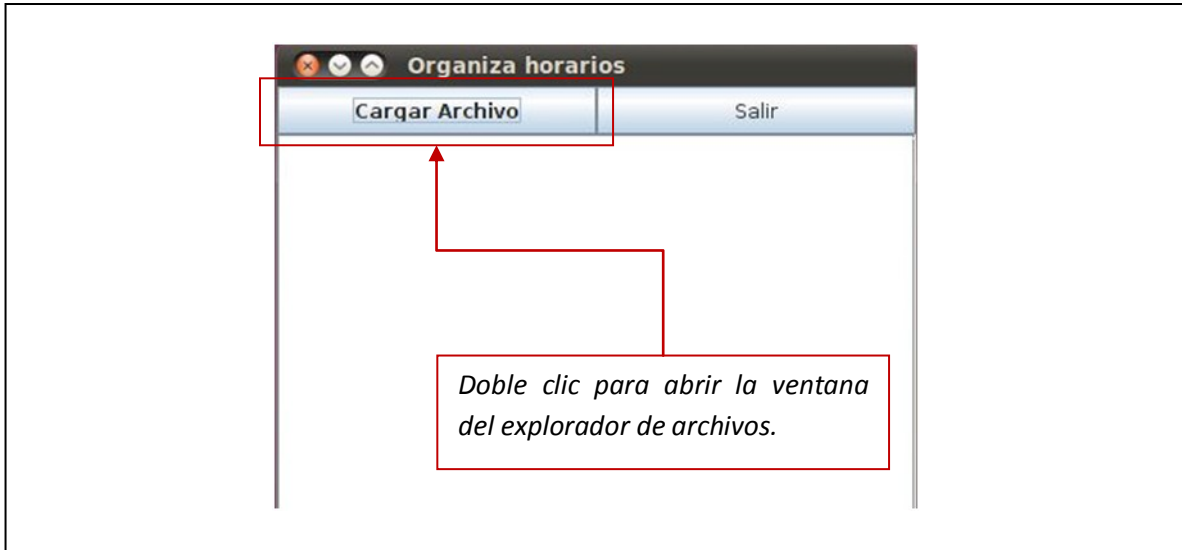 Organiza horarios
Cargar Archivo Salir
Doble clic para abrir la ventana
del explorador de archivos.